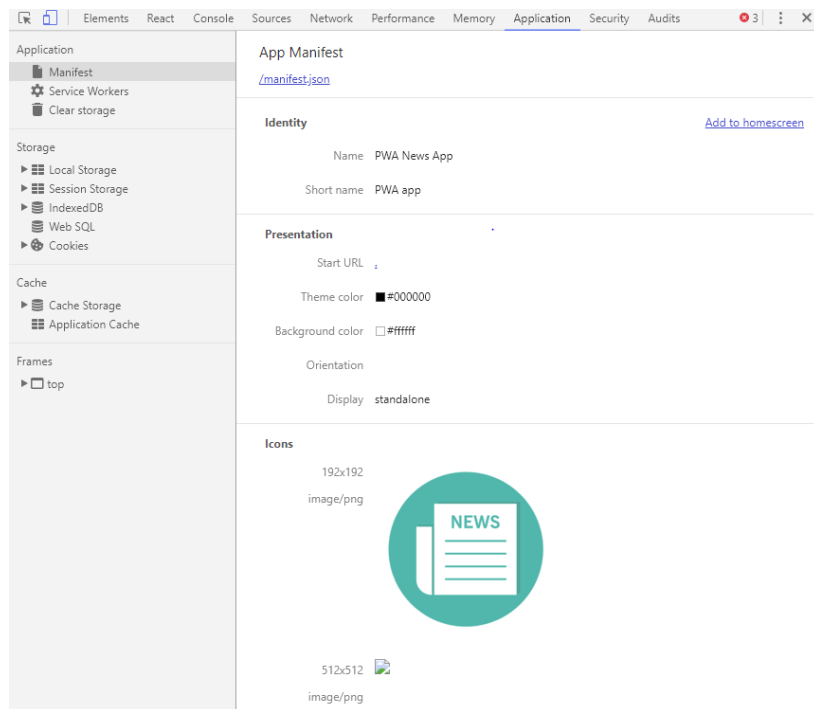 Elements React Console Sources Network Performance Memory Application Security Audits 3
Application
Manifest
Service Workers
Clear storage
Storage
Local Storage
Session Storage
IndexedDB
Web SQL
Cookies
Cache
Cache Storage
Application Cache
Frames
top
App Manifest
/manifest.json
Identity Add to homescreen
Name PWA News App
Short name PWA app
Presentation
Start URL .
Theme color #000000
Background color #ffffff
Orientation
Display standalone
Icons
192x192
image/png
NEWS
512x512
image/png